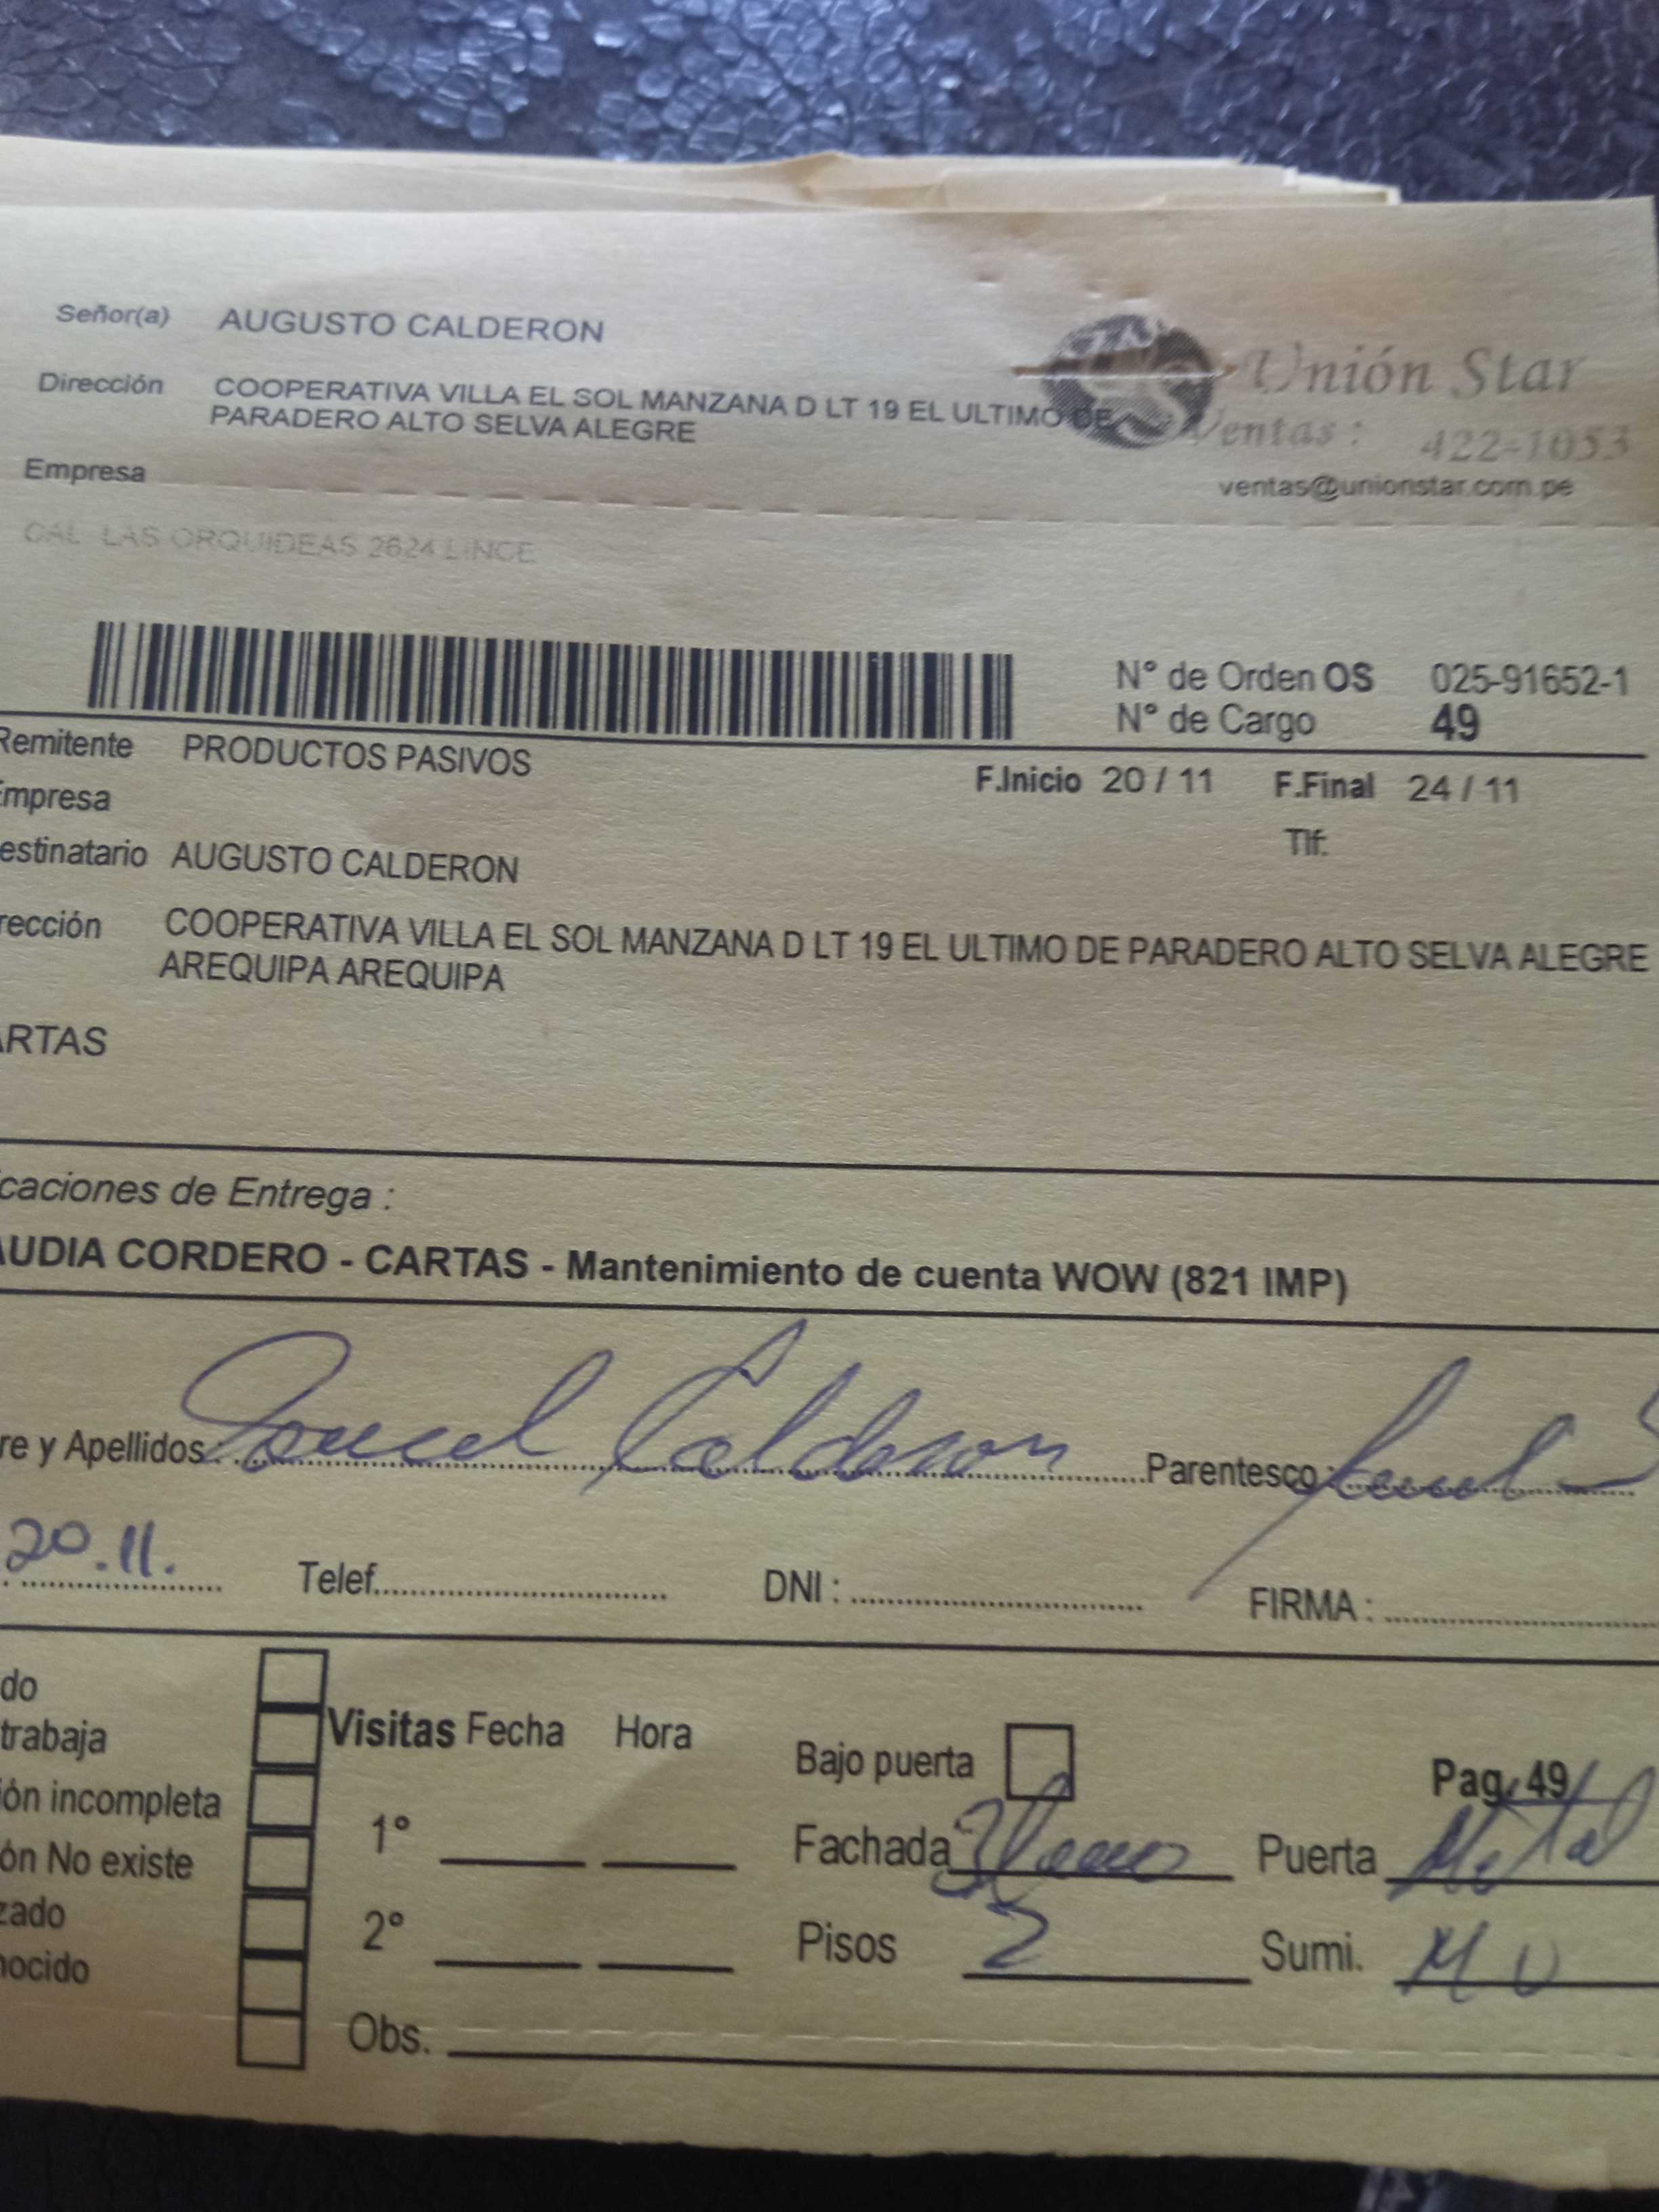 Señor(a) AUGUSTO CALDERON
Dirección COOPERATIVA VILLA EL SOL MANZANA D LT 19 EL ULTIMO DE
PARADERO ALTO SELVA ALEGRE
Unión Star
Ventas : 422-1053
ventas@unionstar.com.pe
Empresa
CAL LAS ORQUIDEAS 2624 LINCE
N° de Orden OS 025-91652-1
N° de Cargo 49
Remitente PRODUCTOS PASIVOS
F.Inicio 20 / 11 F.Final 24 / 11
Empresa
Tlf.
estinatario AUGUSTO CALDERON
rección COOPERATIVA VILLA EL SOL MANZANA D LT 19 EL ULTIMO DE PARADERO ALTO SELVA ALEGRE
AREQUIPA AREQUIPA
ARTAS
caciones de Entrega :
AUDIA CORDERO - CARTAS - Mantenimiento de cuenta WOW (821 IMP)
re y Apellidos Calderon Parentesco:
20.11. Telef. DNI : FIRMA :
do
trabaja
Visitas Fecha Hora
Bajo puerta
Pag. 49
ión incompleta
1°
Fachada Puerta Metal
ón No existe
zado
2°
Pisos 2 Sumi.
nocido
Obs.